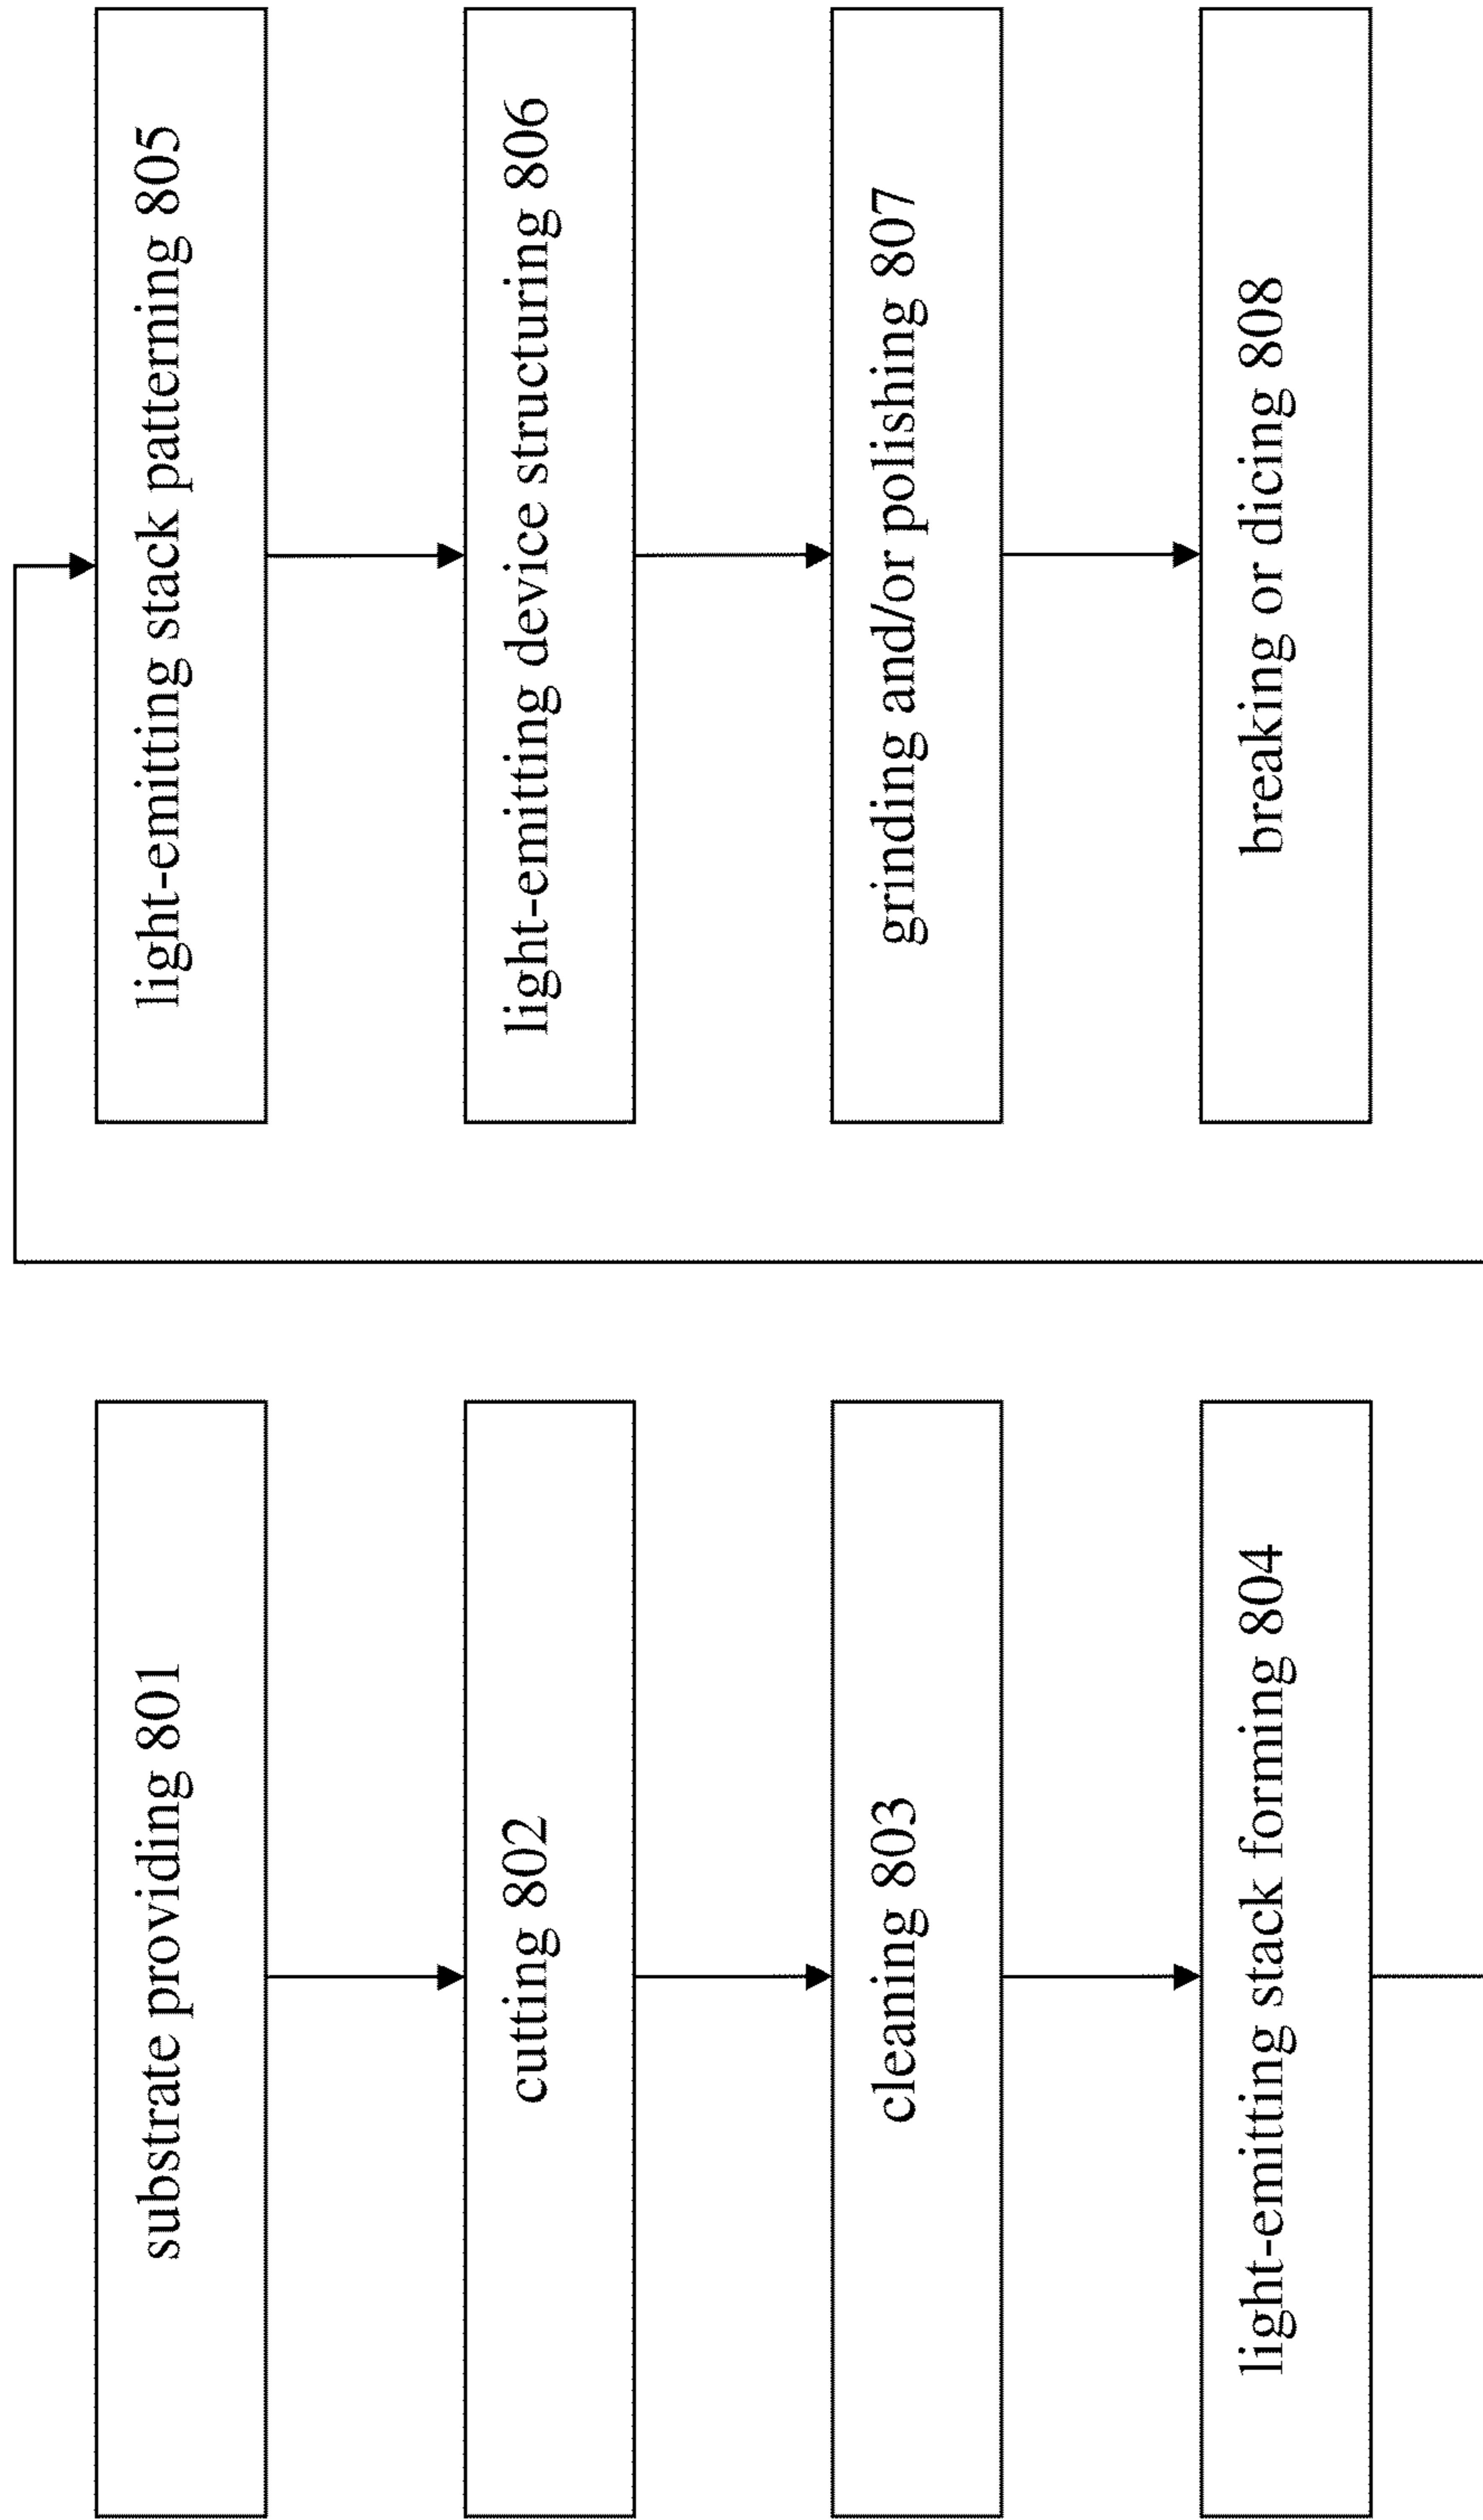 substrate providing 801
cutting 802
cleaning 803
light-emitting stack forming 804
light-emitting stack patterning 805
light-emitting device structuring 806
grinding and/or polishing 807
breaking or dicing 808